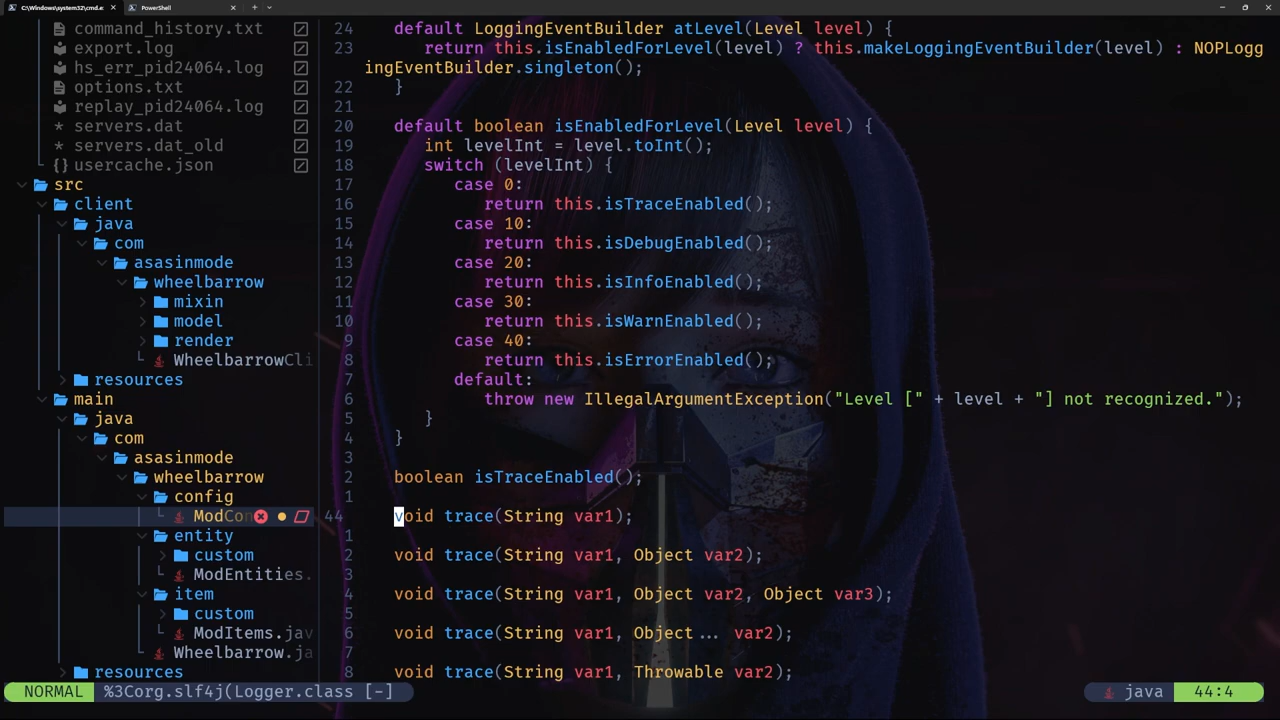 C:\Windows\system32\cmd.e:
PowerShell
command_history.txt
export.log
hs_err_pid24064.log
options.txt
replay_pid24064.log
servers.dat
servers.dat_old
usercache.json
src
client
java
com
asasinmode
wheelbarrow
mixin
model
render
WheelbarrowCli
resources
main
java
com
asasinmode
wheelbarrow
config
ModCon
entity
custom
ModEntities.
item
custom
ModItems.jav
Wheelbarrow.ja
resources
24 default LoggingEventBuilder atLevel(Level level) {
23 return this.isEnabledForLevel(level) ? this.makeLoggingEventBuilder(level) : NOPLogg
ingEventBuilder.singleton();
22 }
21
20 default boolean isEnabledForLevel(Level level) {
19 int levelInt = level.toInt();
18 switch (levelInt) {
17 case 0:
16 return this.isTraceEnabled();
15 case 10:
14 return this.isDebugEnabled();
13 case 20:
12 return this.isInfoEnabled();
11 case 30:
10 return this.isWarnEnabled();
9 case 40:
8 return this.isErrorEnabled();
7 default:
6 throw new IllegalArgumentException("Level [" + level + "] not recognized.");
5 }
4 }
3
2 boolean isTraceEnabled();
1
44 void trace(String var1);
1
2 void trace(String var1, Object var2);
3
4 void trace(String var1, Object var2, Object var3);
5
6 void trace(String var1, Object... var2);
7
8 void trace(String var1, Throwable var2);
NORMAL %3Corg.slf4j(Logger.class [-]
java 44:4